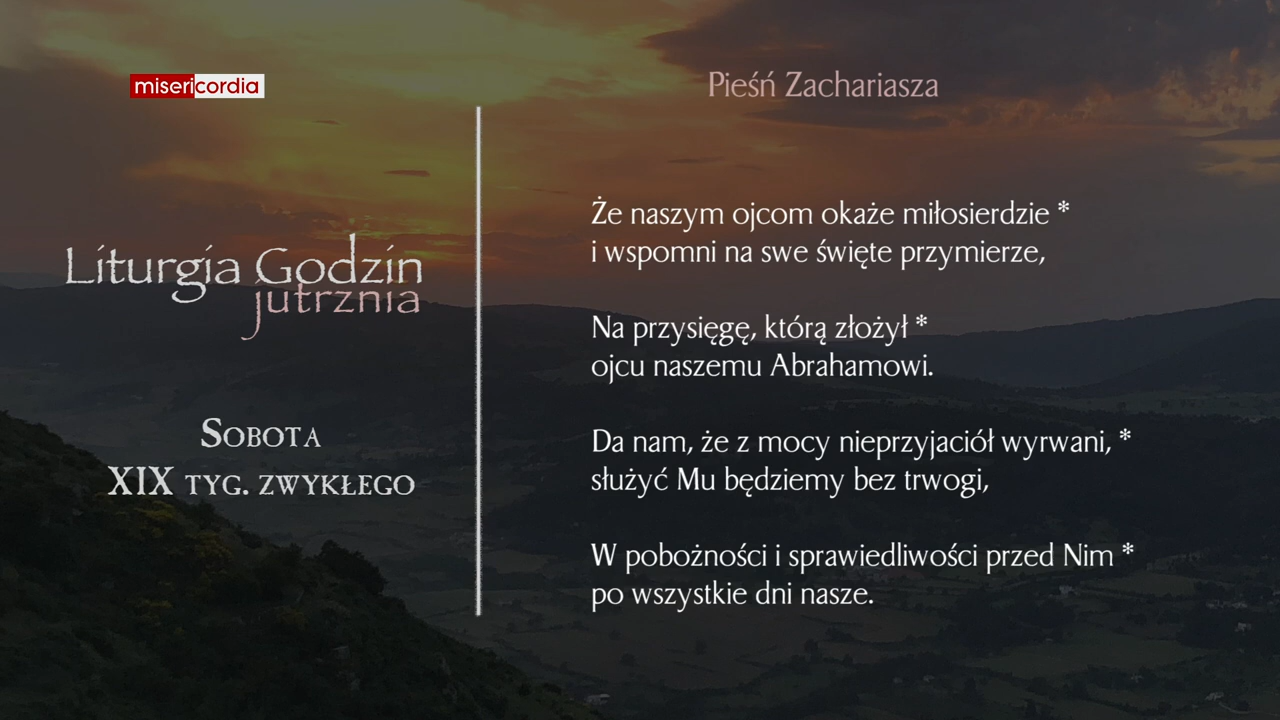 misericordia
Liturgia Godzin
jutrznia
Sobota
XIX tyg. zwykłego
Pieśń Zachariasza
Że naszym ojcom okaże miłosierdzie *
i wspomni na swe święte przymierze,
Na przysięgę, którą złożył *
ojcu naszemu Abrahamowi.
Da nam, że z mocy nieprzyjaciół wyrwani, *
służyć Mu będziemy bez trwogi,
W pobożności i sprawiedliwości przed Nim *
po wszystkie dni nasze.